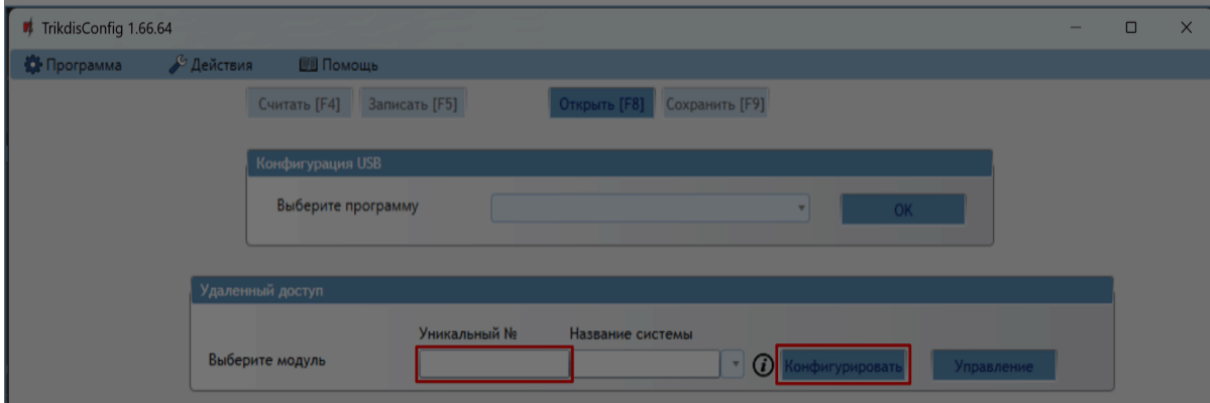 TrikdisConfig 1.66.64
Программа Действия Помощь
Считать [F4] Записать [F5] Открыть [F8] Сохранить [F9]
Конфигурация USB
Выберите программу OK
Удаленный доступ
Уникальный № Название системы
Выберите модуль i Конфигурировать Управление